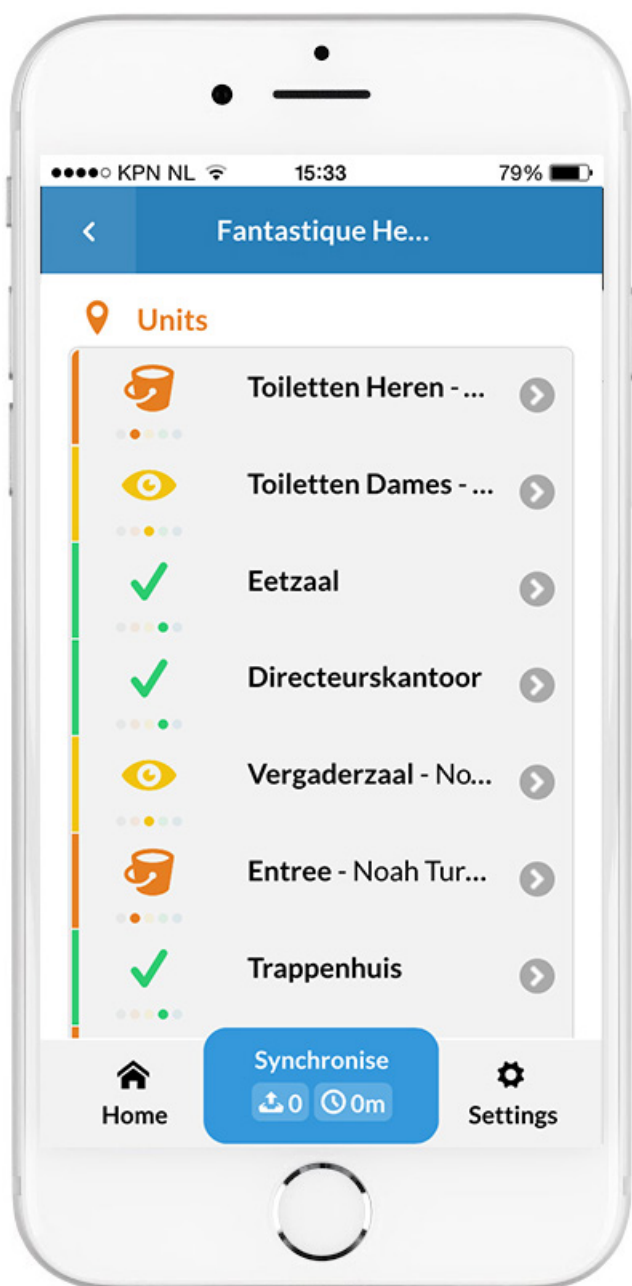 KPN NL 15:33 79%
Fantastique He...
Units
Toiletten Heren - ...
Toiletten Dames - ...
Eetzaal
Directeurskantoor
Vergaderzaal - No...
Entree - Noah Tur...
Trappenhuis
Synchronise
0 0m
Home
Settings